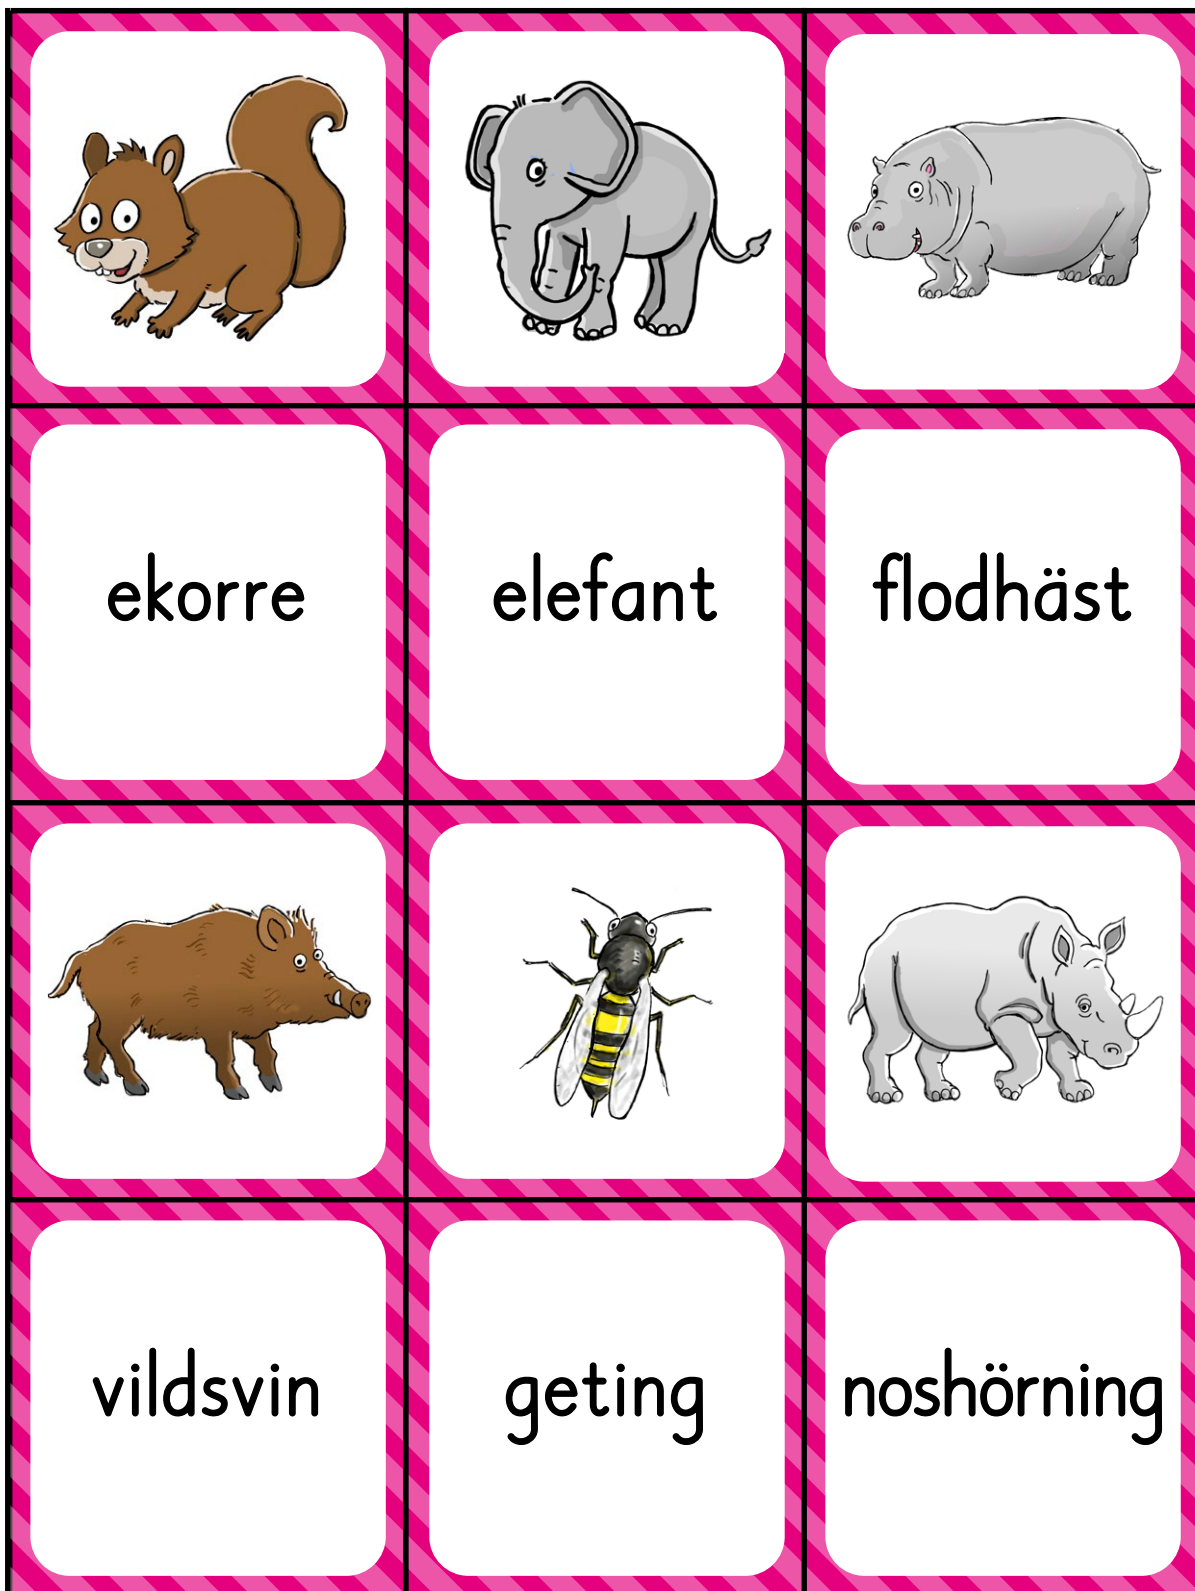 ekorre
elefant
flodhäst
vildsvin
geting
noshörning